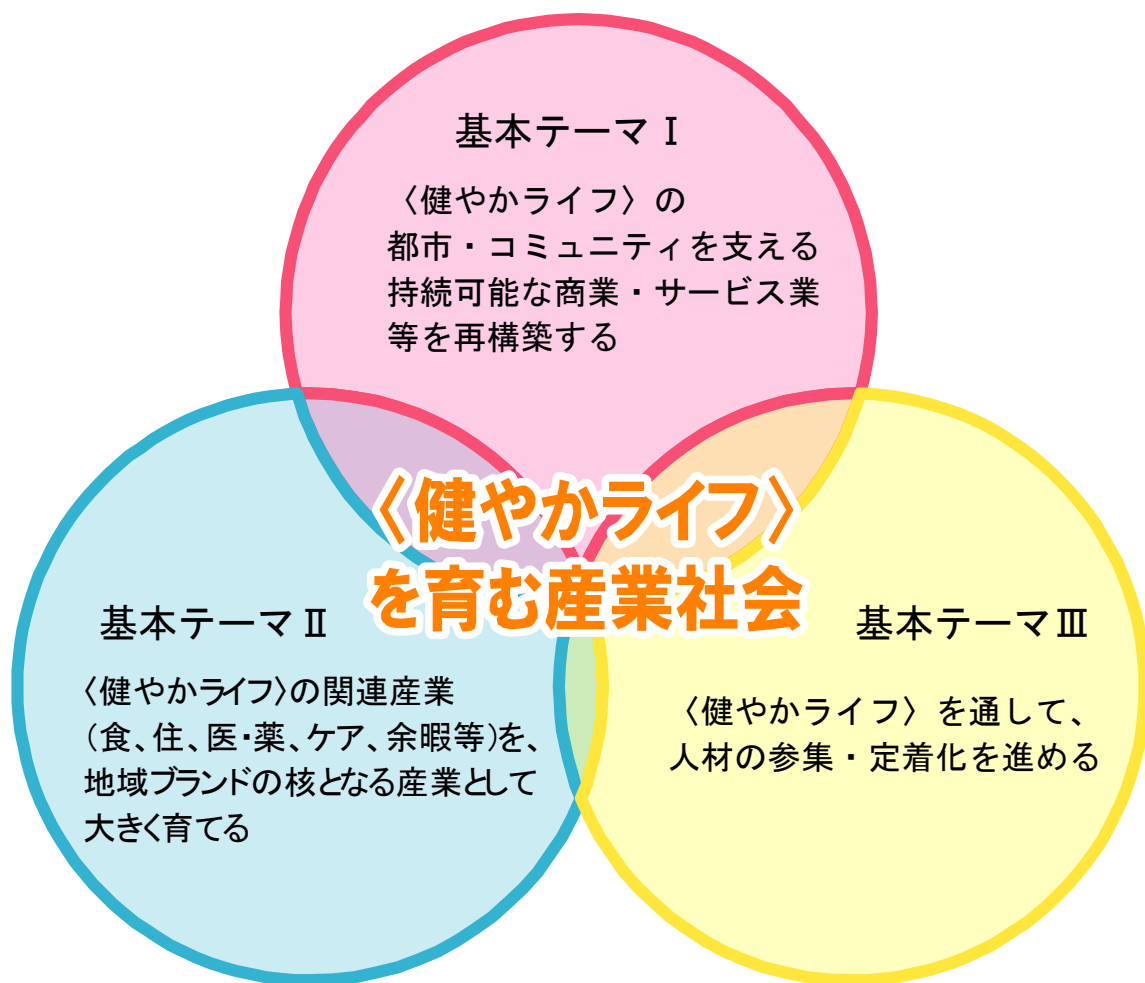 基本テーマⅠ
〈健やかライフ〉の
都市・コミュニティを支える
持続可能な商業・サービス業
等を再構築する
〈健やかライフ〉
を育む産業社会
基本テーマⅡ
〈健やかライフ〉の関連産業
(食、住、医・薬、ケア、余暇等)を、
地域ブランドの核となる産業として
大きく育てる
基本テーマⅢ
〈健やかライフ〉を通して、
人材の参集・定着化を進める